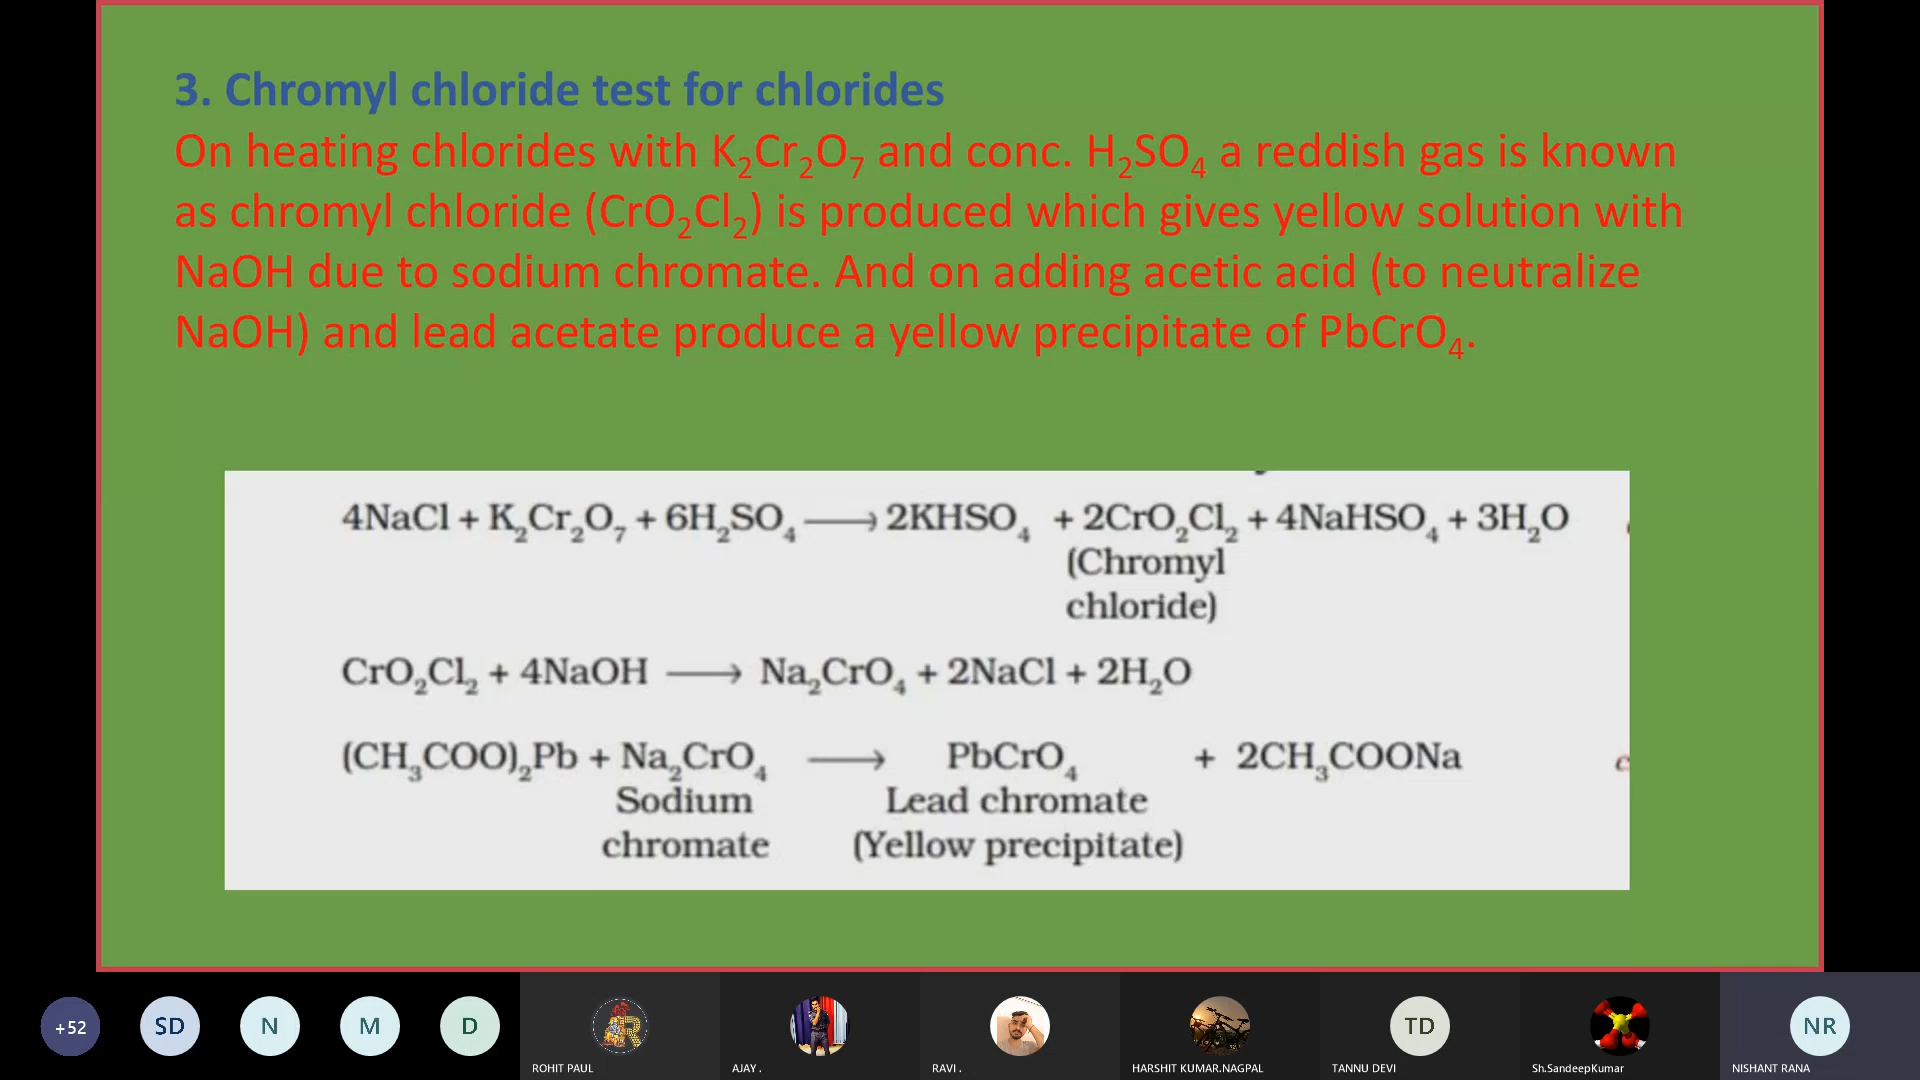 3. Chromyl chloride test for chlorides
On heating chlorides with K₂Cr₂O₇ and conc. H₂SO₄ a reddish gas is known
as chromyl chloride (CrO₂Cl₂) is produced which gives yellow solution with
NaOH due to sodium chromate. And on adding acetic acid (to neutralize
NaOH) and lead acetate produce a yellow precipitate of PbCrO₄.
4NaCl + K₂Cr₂O₇ + 6H₂SO₄ ⟶ 2KHSO₄ + 2CrO₂Cl₂ + 4NaHSO₄ + 3H₂O
(Chromyl
chloride)
CrO₂Cl₂ + 4NaOH ⟶ Na₂CrO₄ + 2NaCl + 2H₂O
(CH₃COO)₂Pb + Na₂CrO₄ ⟶ PbCrO₄ + 2CH₃COONa
Sodium Lead chromate
chromate (Yellow precipitate)
+52 SD N M D R TD NR
ROHIT PAUL AJAY . RAVI . HARSHIT KUMAR.NAGPAL TANNU DEVI Sh.SandeepKumar NISHANT RANA